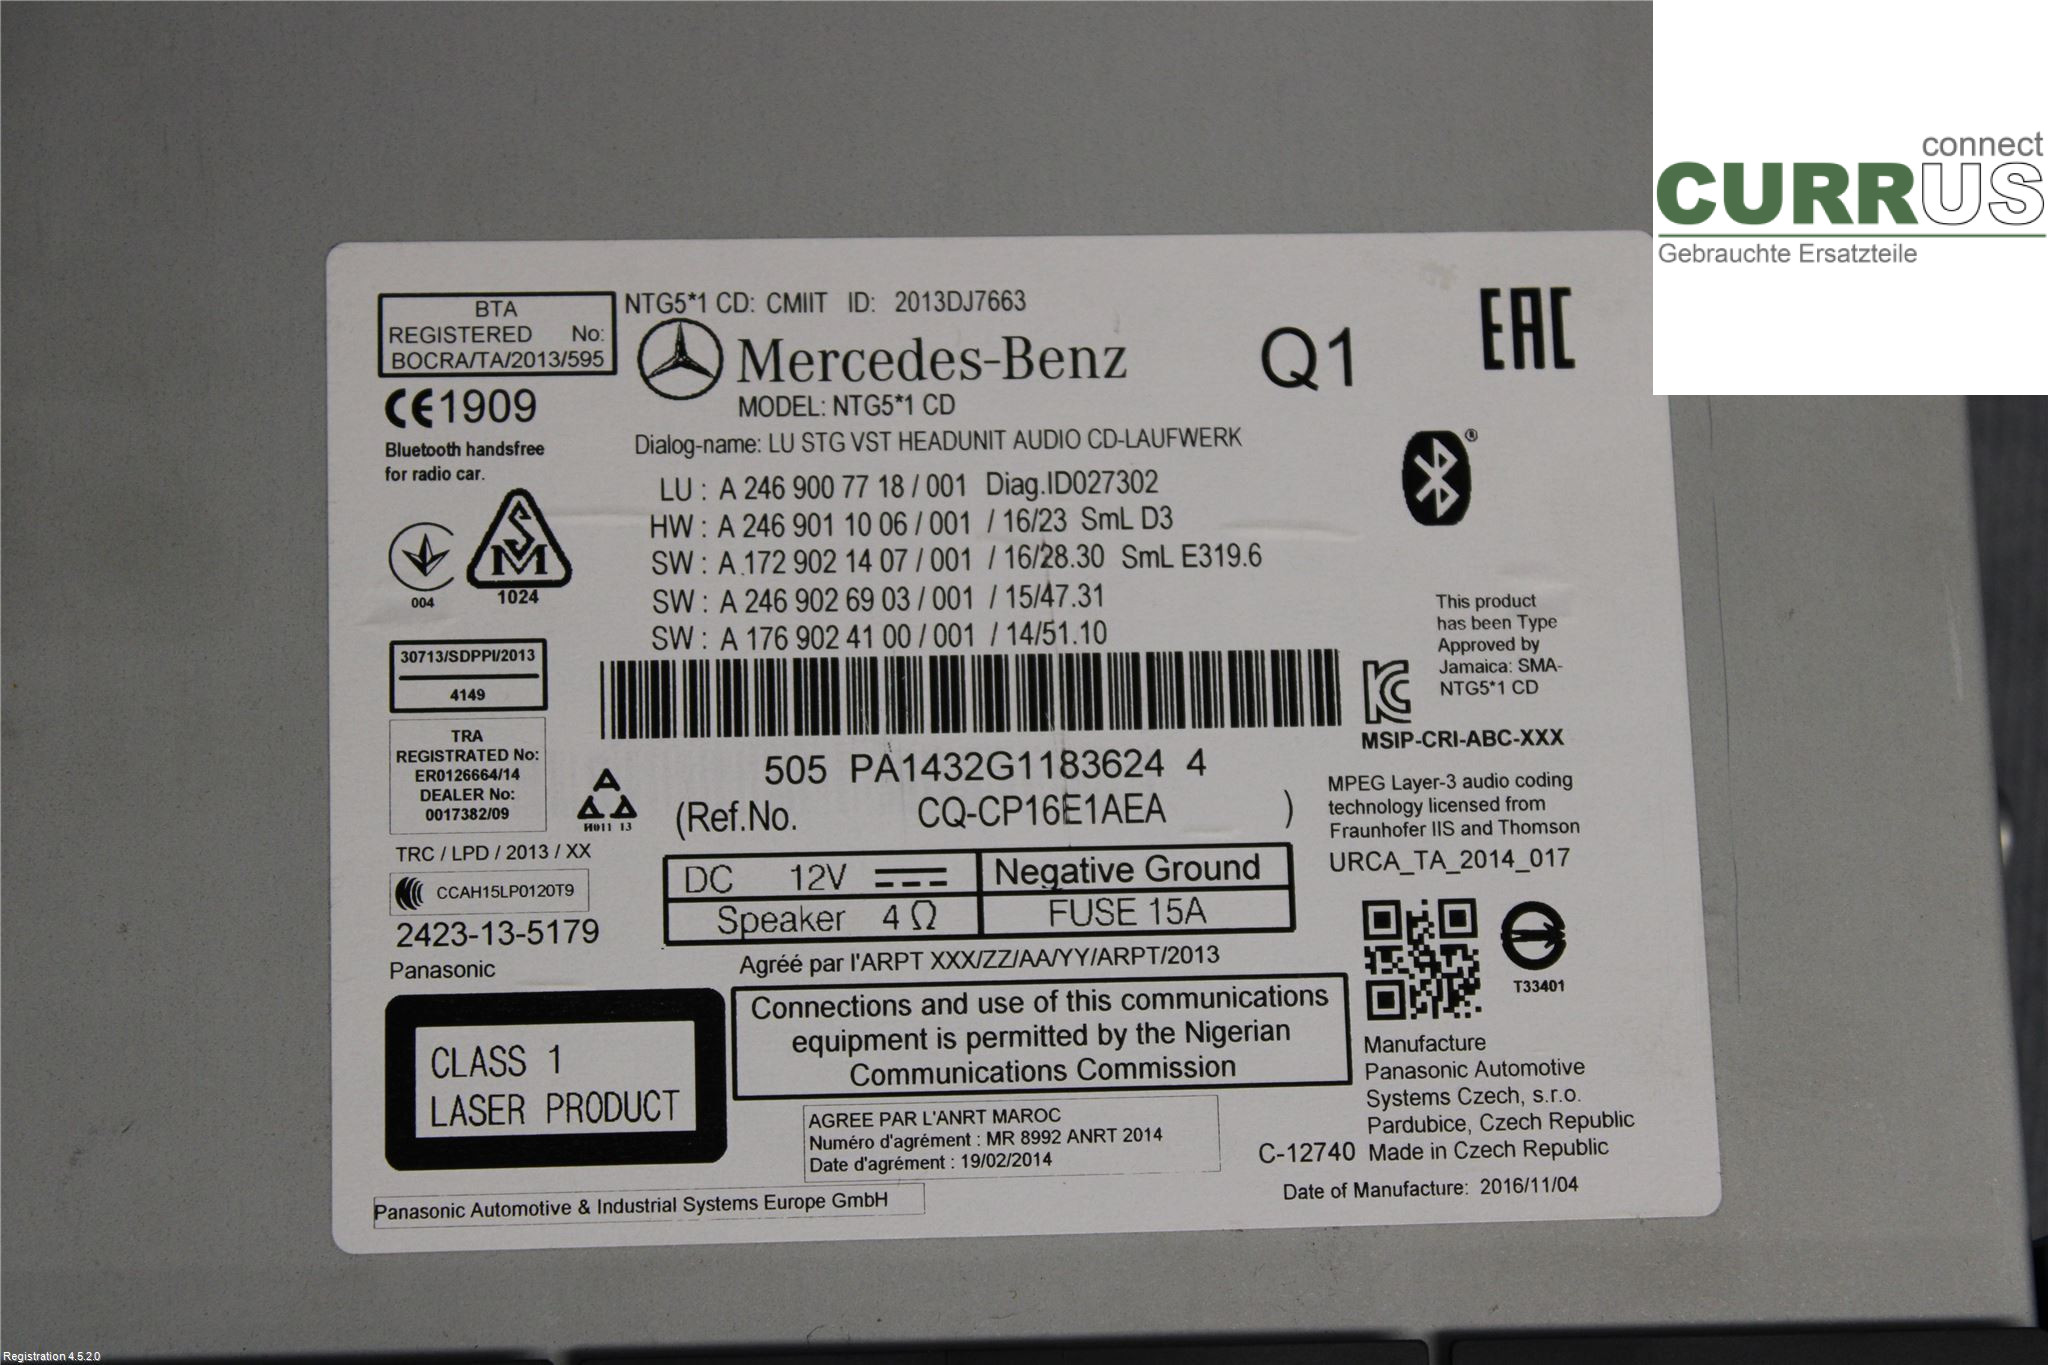 connect
CURRUS
Gebrauchte Ersatzteile
BTA
REGISTERED No:
BOCRA/TA/2013/595
NTG5*1 CD: CMIIT ID: 2013DJ7663
Mercedes-Benz
MODEL: NTG5*1 CD
Q1
EAC
CE1909
Bluetooth handsfree
for radio car.
Dialog-name: LU STG VST HEADUNIT AUDIO CD-LAUFWERK
LU : A 246 900 77 18 / 001 Diag.ID027302
HW : A 246 901 10 06 / 001 / 16/23 SmL D3
SW : A 172 902 14 07 / 001 / 16/28.30 SmL E319.6
SW : A 246 902 69 03 / 001 / 15/47.31
SW : A 176 902 41 00 / 001 / 14/51.10
®
004
SM
1024
30713/SDPPI/2013
4149
This product
has been Type
Approved by
Jamaica: SMA-
NTG5*1 CD
MSIP-CRI-ABC-XXX
TRA
REGISTRATED No:
ER0126664/14
DEALER No:
0017382/09
H011 13
505 PA1432G1183624 4
(Ref.No. CQ-CP16E1AEA )
MPEG Layer-3 audio coding
technology licensed from
Fraunhofer IIS and Thomson
URCA_TA_2014_017
TRC / LPD / 2013 / XX
CCAH15LP0120T9
2423-13-5179
Panasonic
DC 12V
Negative Ground
Speaker 4 Ω
FUSE 15A
Agréé par l'ARPT XXX/ZZ/AA/YY/ARPT/2013
T33401
CLASS 1
LASER PRODUCT
Connections and use of this communications
equipment is permitted by the Nigerian
Communications Commission
AGREE PAR L'ANRT MAROC
Numéro d'agrément : MR 8992 ANRT 2014
Date d'agrément : 19/02/2014
Manufacture
Panasonic Automotive
Systems Czech, s.r.o.
Pardubice, Czech Republic
C-12740 Made in Czech Republic
Date of Manufacture: 2016/11/04
Panasonic Automotive & Industrial Systems Europe GmbH
Registration 4.5.2.0